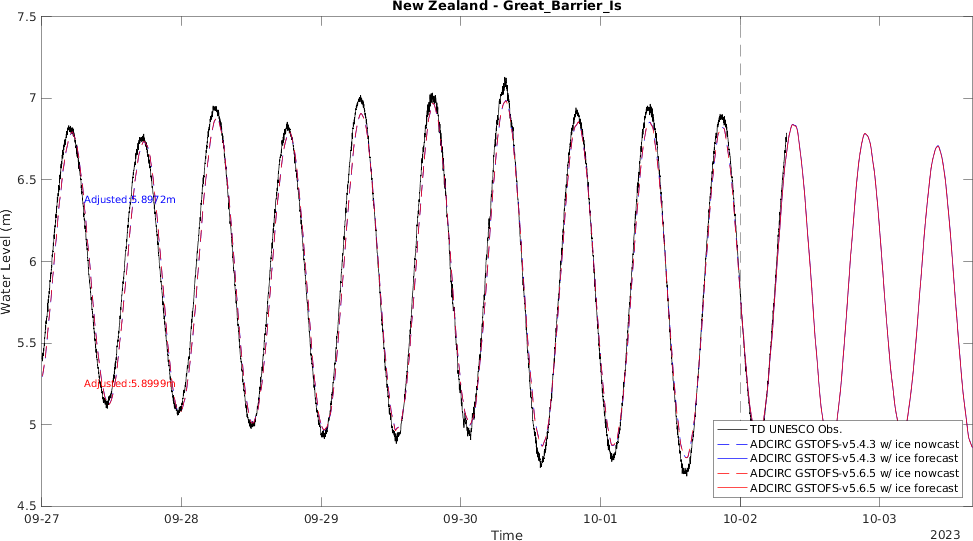 New Zealand - Great_Barrier_Is
7.5
7
6.5
6
5.5
5
4.5
Water Level (m)
Adjusted:5.8972m
Adjusted:5.8999m
TD UNESCO Obs.
ADCIRC GSTOFS-v5.4.3 w/ ice nowcast
ADCIRC GSTOFS-v5.4.3 w/ ice forecast
ADCIRC GSTOFS-v5.6.5 w/ ice nowcast
ADCIRC GSTOFS-v5.6.5 w/ ice forecast
09-27
09-28
09-29
09-30
10-01
10-02
10-03
Time
2023